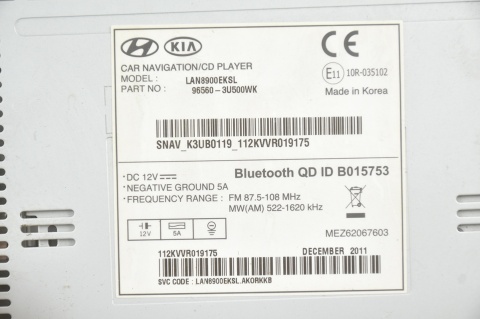 HYUNDAI KIA
CAR NAVIGATION/CD PLAYER
MODEL : LAN8900EKSL
PART NO : 96560-3U500WK
CE
E11 10R-035102
Made in Korea
SNAV_K3UB0119_112KVVR019175
•DC 12V
•NEGATIVE GROUND 5A
•FREQUENCY RANGE : FM 87.5-108 MHz
MW(AM) 522-1620 kHz
Bluetooth QD ID B015753
12V 5A
MEZ62067603
112KVVR019175 DECEMBER 2011
SVC CODE : LAN8900EKSL.AKORKKB